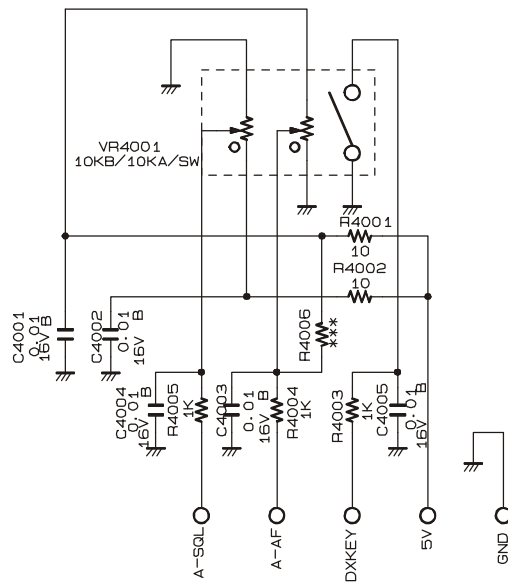 VR4001
10KB/10KA/SW
R4001
10
R4002
10
C4001
0.01
16V B
C4002
0.01
16V B
R4006
***
C4004
0.01
16V B
R4005
1K
C4003
0.01
16V B
R4004
1K
R4003
1K
C4005
0.01
16V B
A-SQL
A-AF
DXKEY
5V
GND